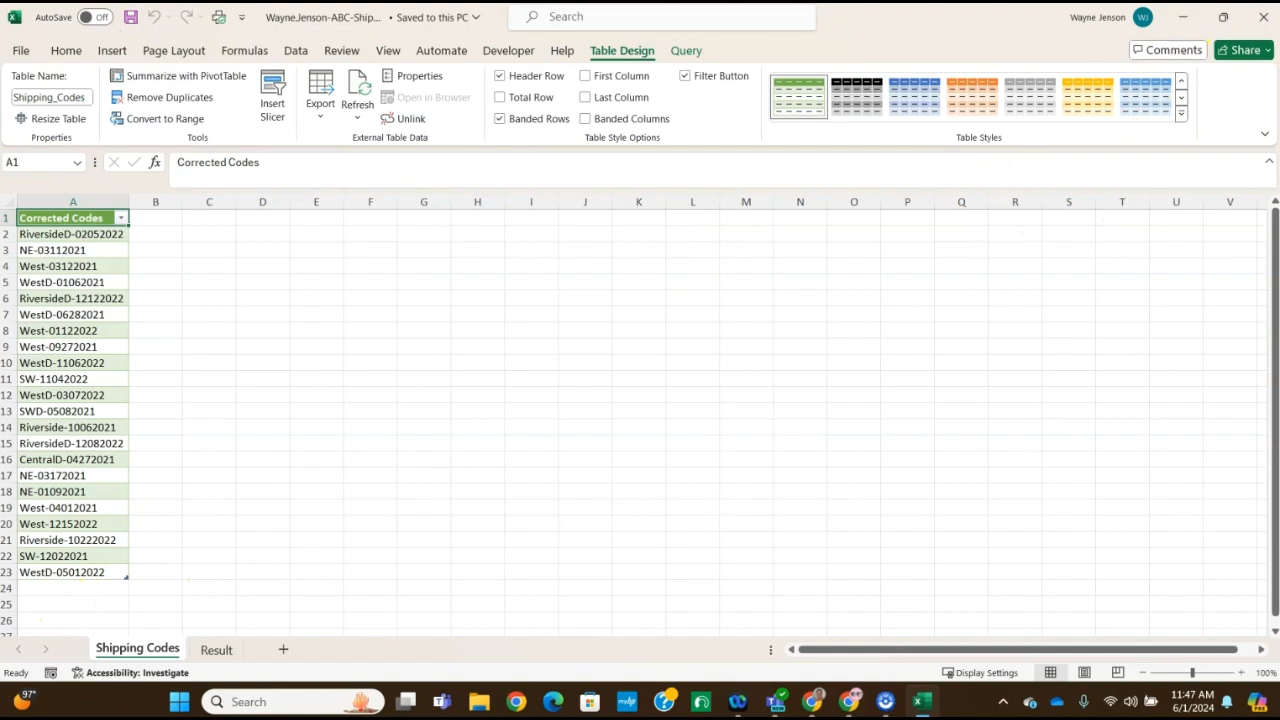 AutoSave Off WayneJenson-ABC-Ship... • Saved to this PC Search Wayne Jenson WJ
File Home Insert Page Layout Formulas Data Review View Automate Developer Help Table Design Query Comments Share
Table Name: Summarize with PivotTable Properties Header Row First Column Filter Button
Shipping_Codes Remove Duplicates Insert Slicer Export Refresh Open in Browser Total Row Last Column
Resize Table Convert to Range Unlink Banded Rows Banded Columns
Properties Tools External Table Data Table Style Options Table Styles
A1 fx Corrected Codes
A B C D E F G H I J K L M N O P Q R S T U V
1 Corrected Codes
2 RiversideD-02052022
3 NE-03112021
4 West-03122021
5 WestD-01062021
6 RiversideD-12122022
7 WestD-06282021
8 West-01122022
9 West-09272021
10 WestD-11062022
11 SW-11042022
12 WestD-03072022
13 SWD-05082021
14 Riverside-10062021
15 RiversideD-12082022
16 CentralD-04272021
17 NE-03172021
18 NE-01092021
19 West-04012021
20 West-12152022
21 Riverside-10222022
22 SW-12022021
23 WestD-05012022
24
25
26
27
Shipping Codes Result
Ready Accessibility: Investigate Display Settings 100%
97° Search 11:47 AM
6/1/2024